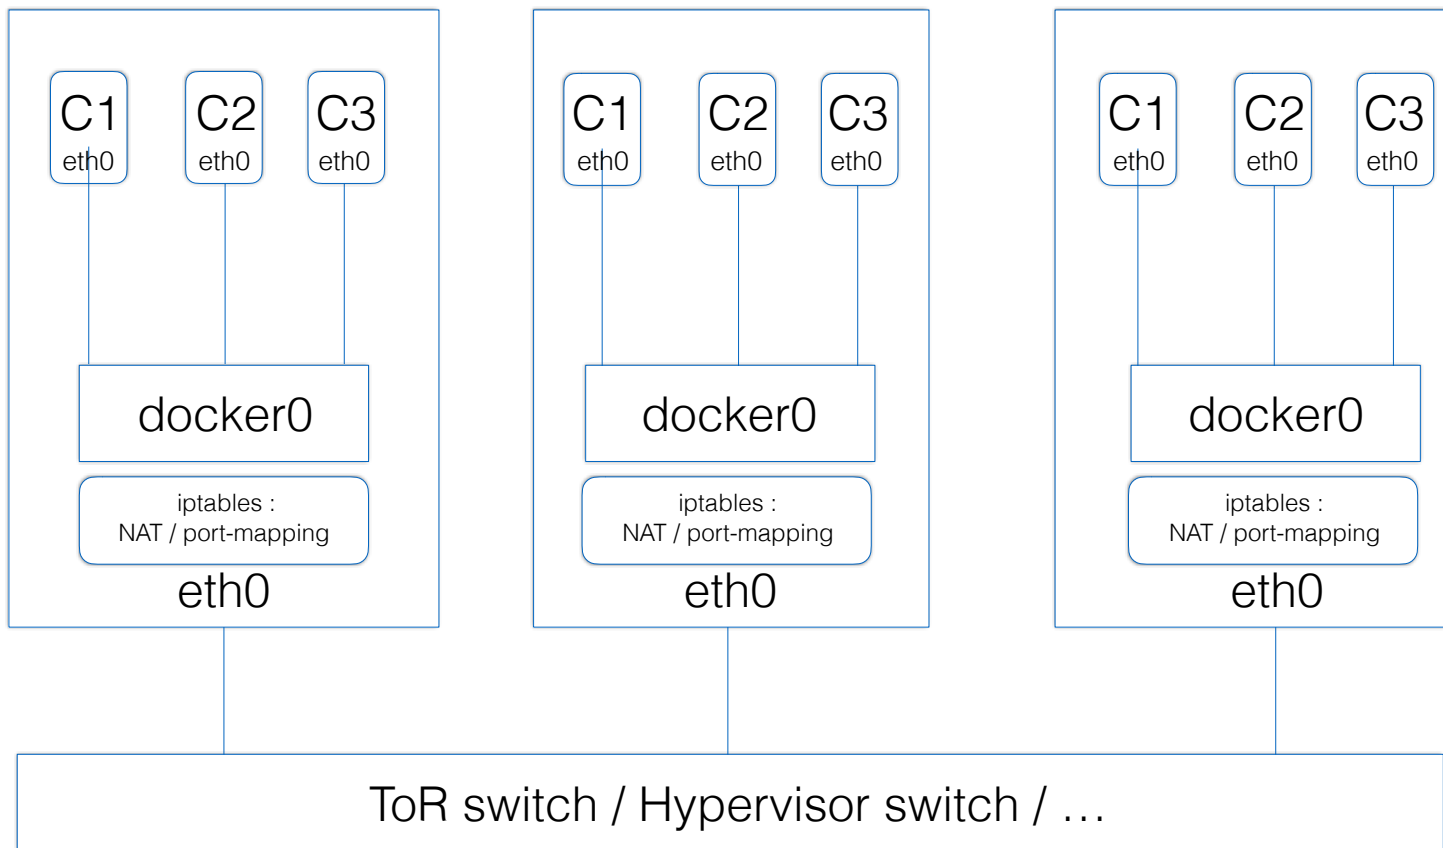 C1
eth0
C2
eth0
C3
eth0
docker0
iptables :
NAT / port-mapping
eth0
C1
eth0
C2
eth0
C3
eth0
docker0
iptables :
NAT / port-mapping
eth0
C1
eth0
C2
eth0
C3
eth0
docker0
iptables :
NAT / port-mapping
eth0
ToR switch / Hypervisor switch / …